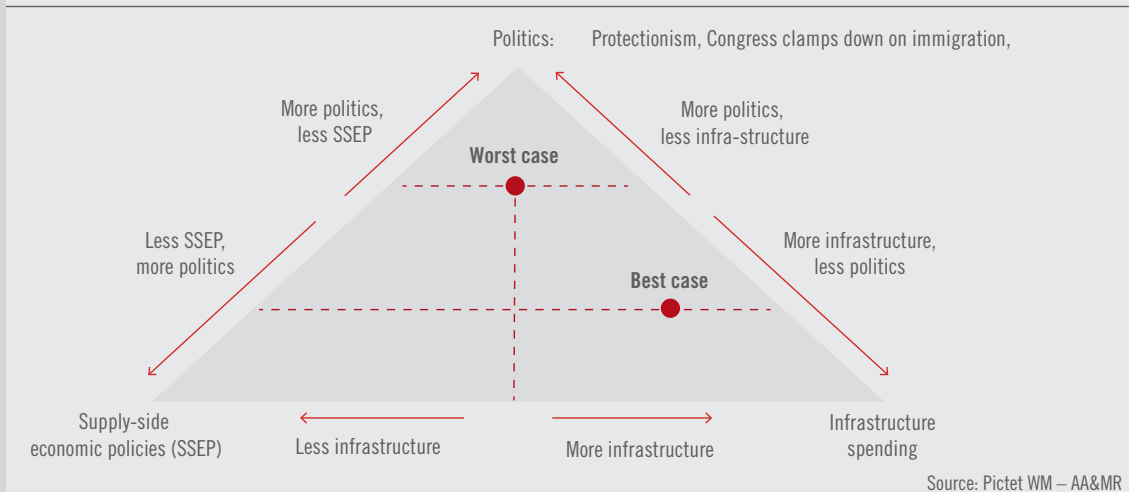 Politics: Protectionism, Congress clamps down on immigration,
More politics,
less SSEP
More politics,
less infra-structure
Worst case
Less SSEP,
more politics
More infrastructure,
less politics
Best case
Supply-side
economic policies (SSEP)
Less infrastructure
More infrastructure
Infrastructure
spending
Source: Pictet WM – AA&MR